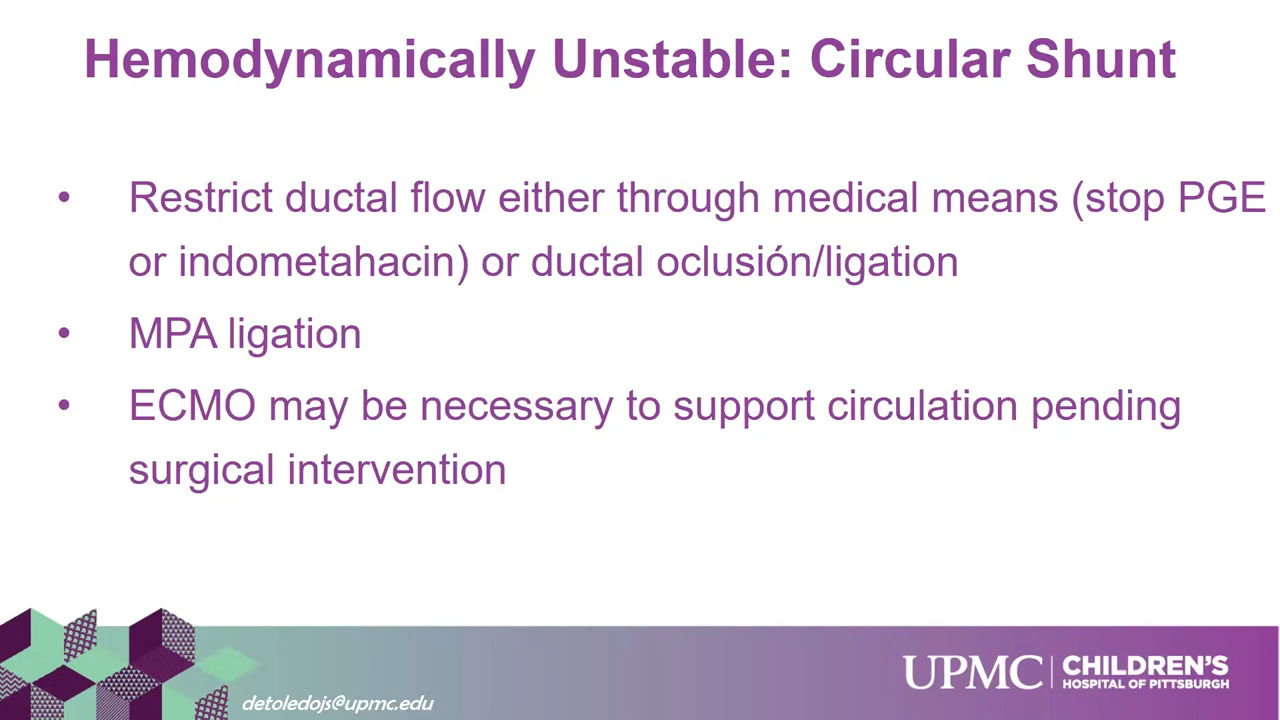 Hemodynamically Unstable: Circular Shunt
• Restrict ductal flow either through medical means (stop PGE
or indometahacin) or ductal oclusión/ligation
• MPA ligation
• ECMO may be necessary to support circulation pending
surgical intervention
detoledojs@upmc.edu
UPMC | CHILDREN'S
HOSPITAL OF PITTSBURGH